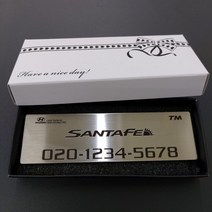 Have a nice day!
TM
SANTAFE
020-1234-5678